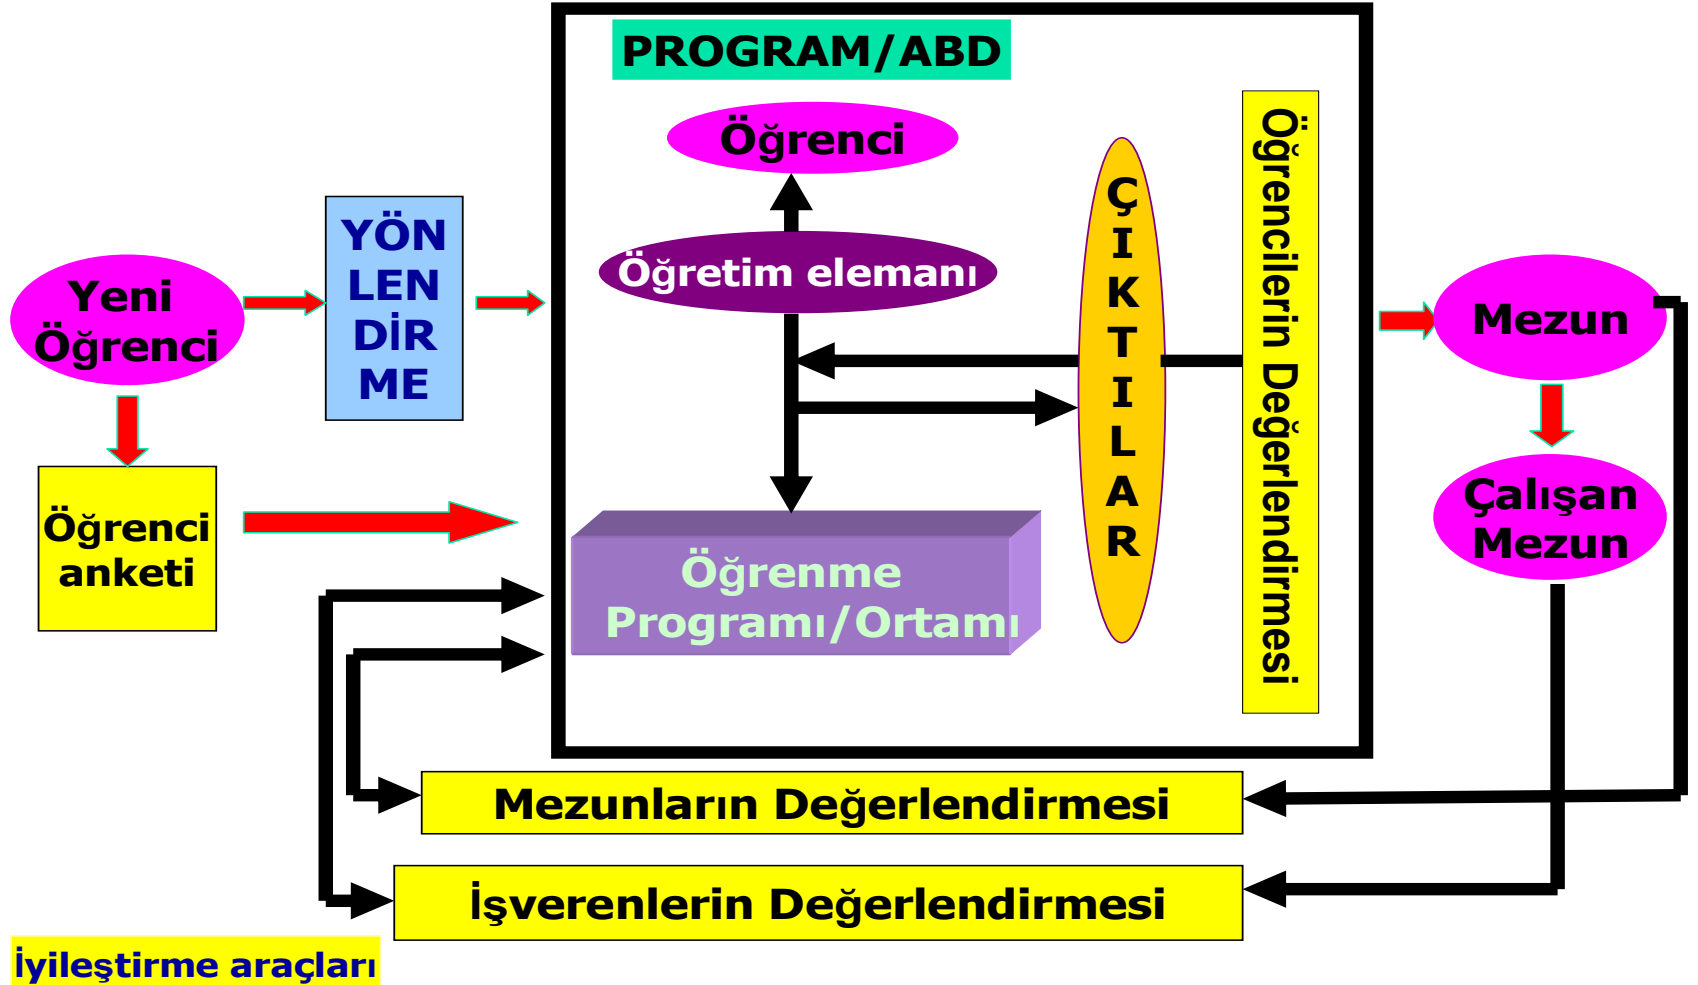 PROGRAM/ABD
Öğrenci
Öğretim elemanı
Öğrenme
Programı/Ortamı
ÇIKTILAR
Öğrencilerin Değerlendirmesi
Yeni
Öğrenci
YÖN
LEN
DİR
ME
Öğrenci
anketi
Mezun
Çalışan
Mezun
Mezunların Değerlendirmesi
İşverenlerin Değerlendirmesi
İyileştirme araçları